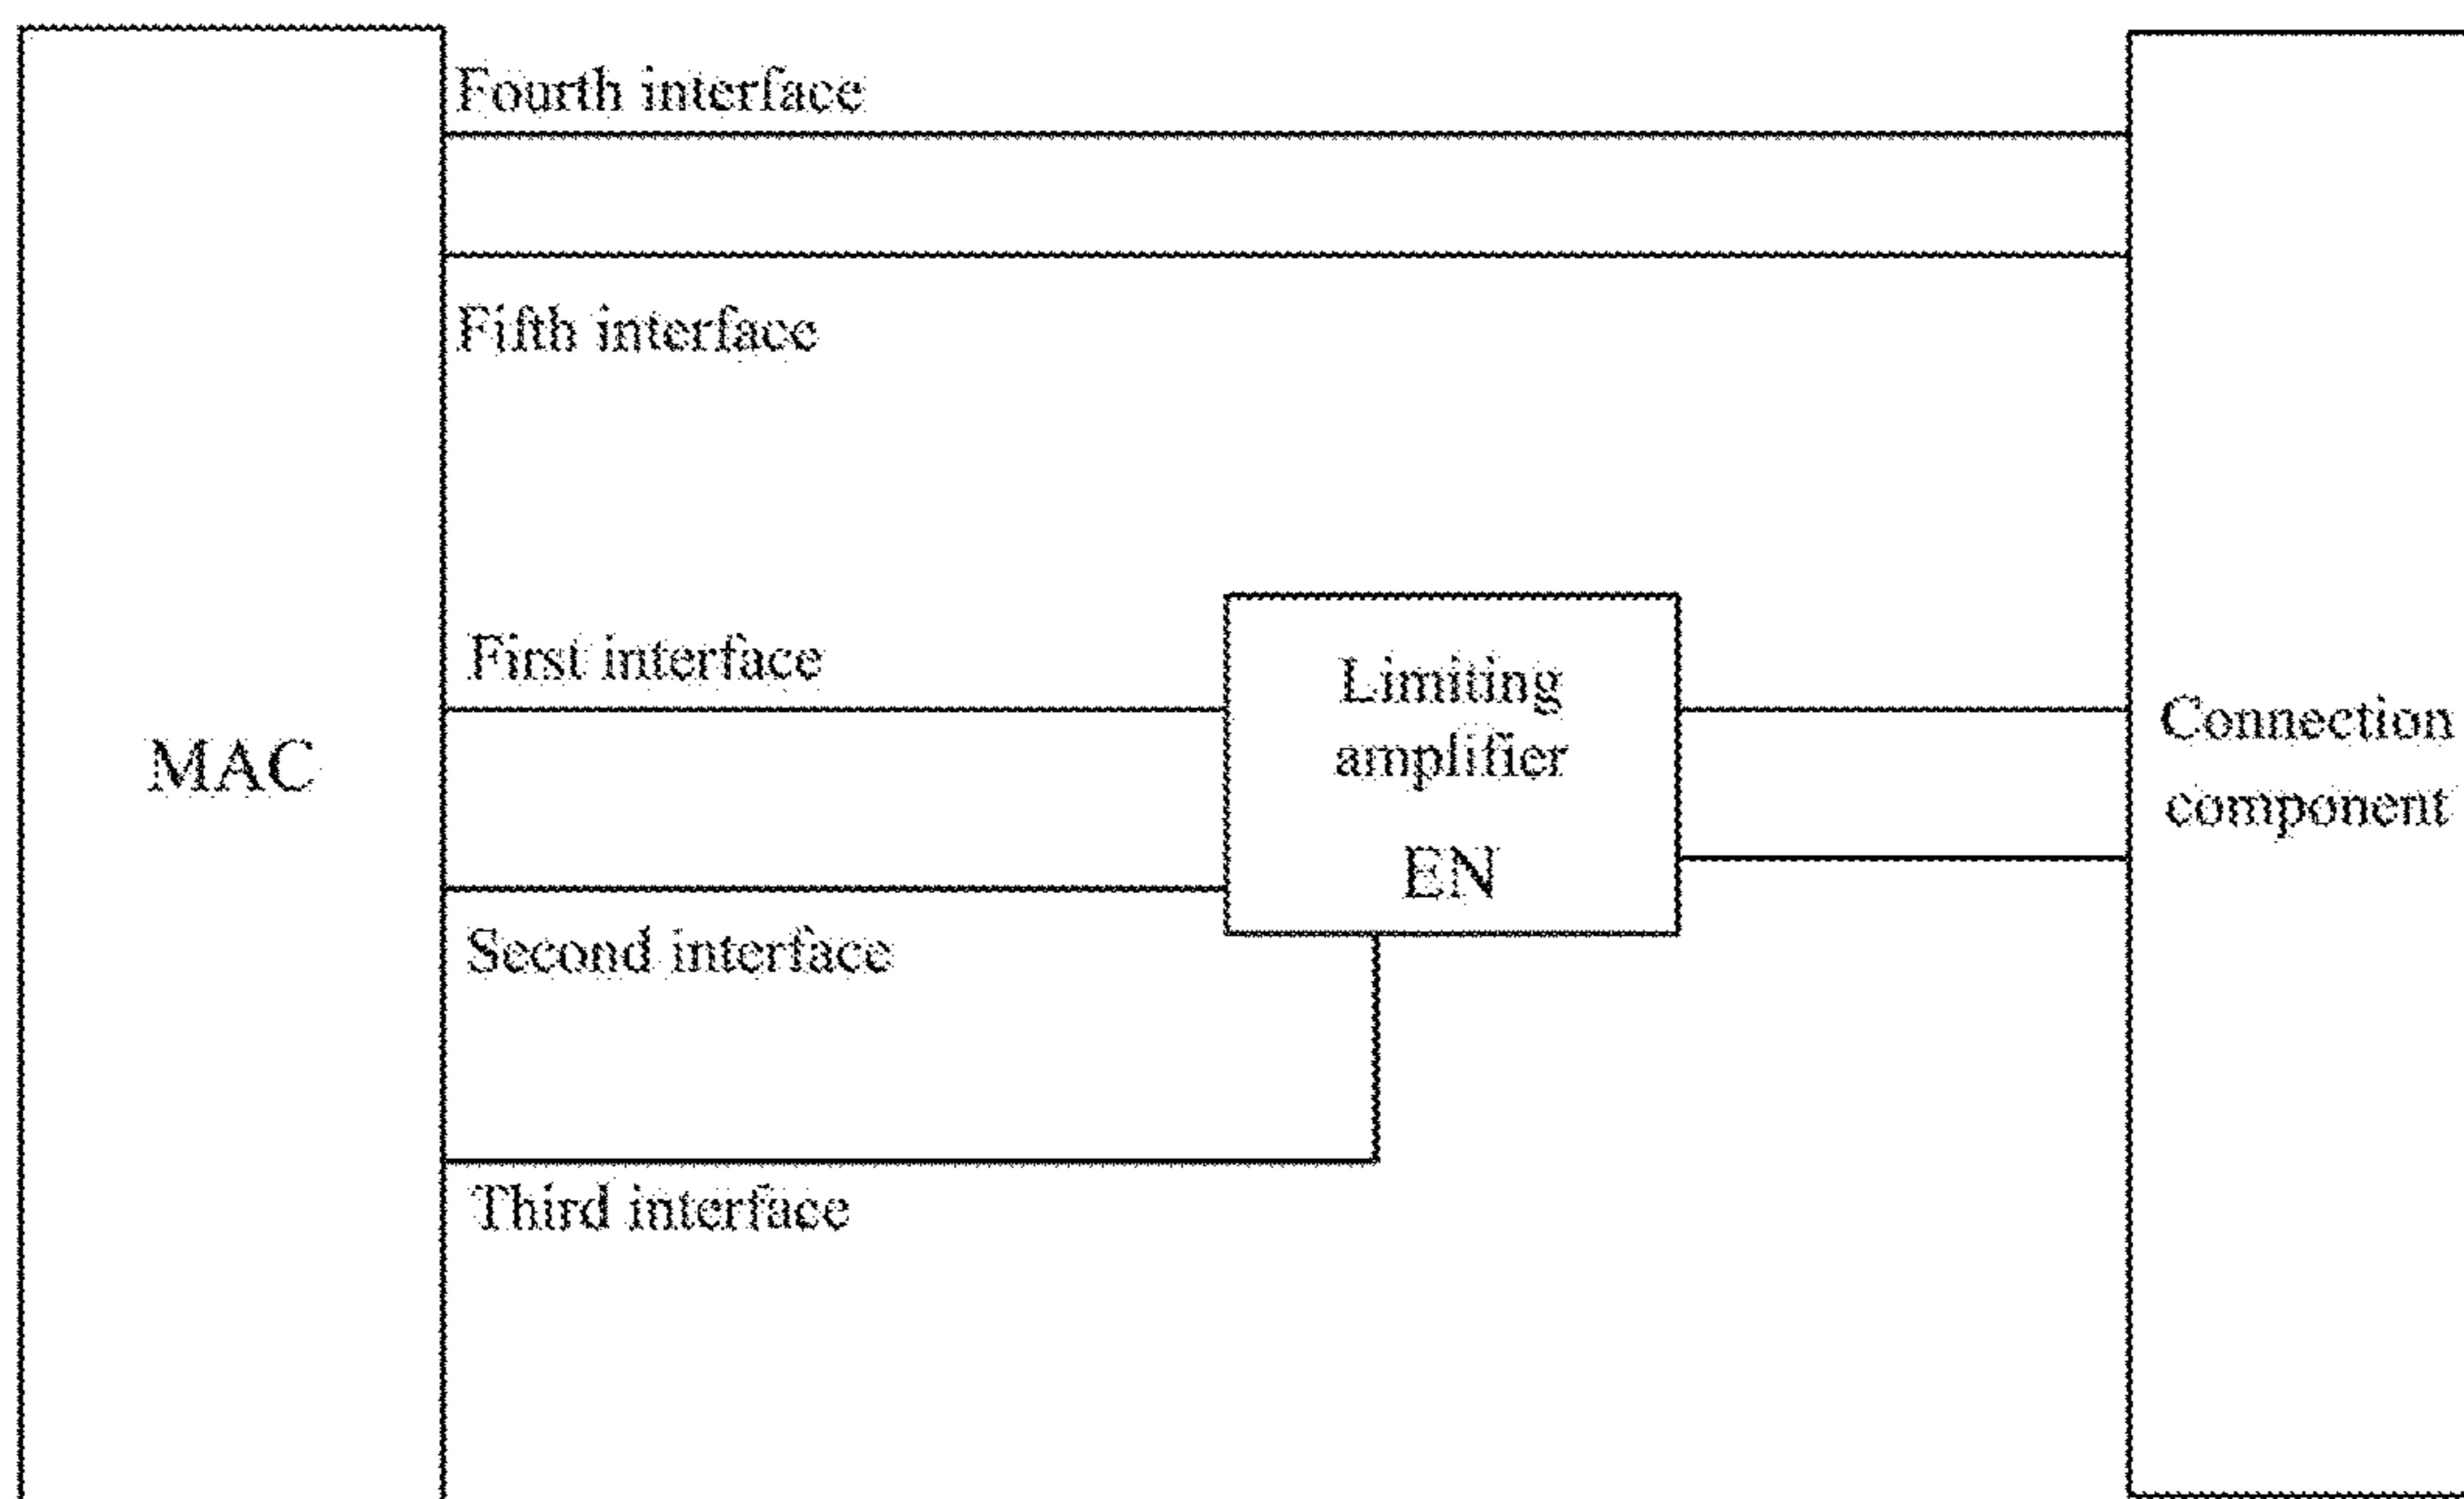 Fourth interface
Fifth interface
First interface
Limiting
amplifier
EN
MAC
Connection
component
Second interface
Third interface